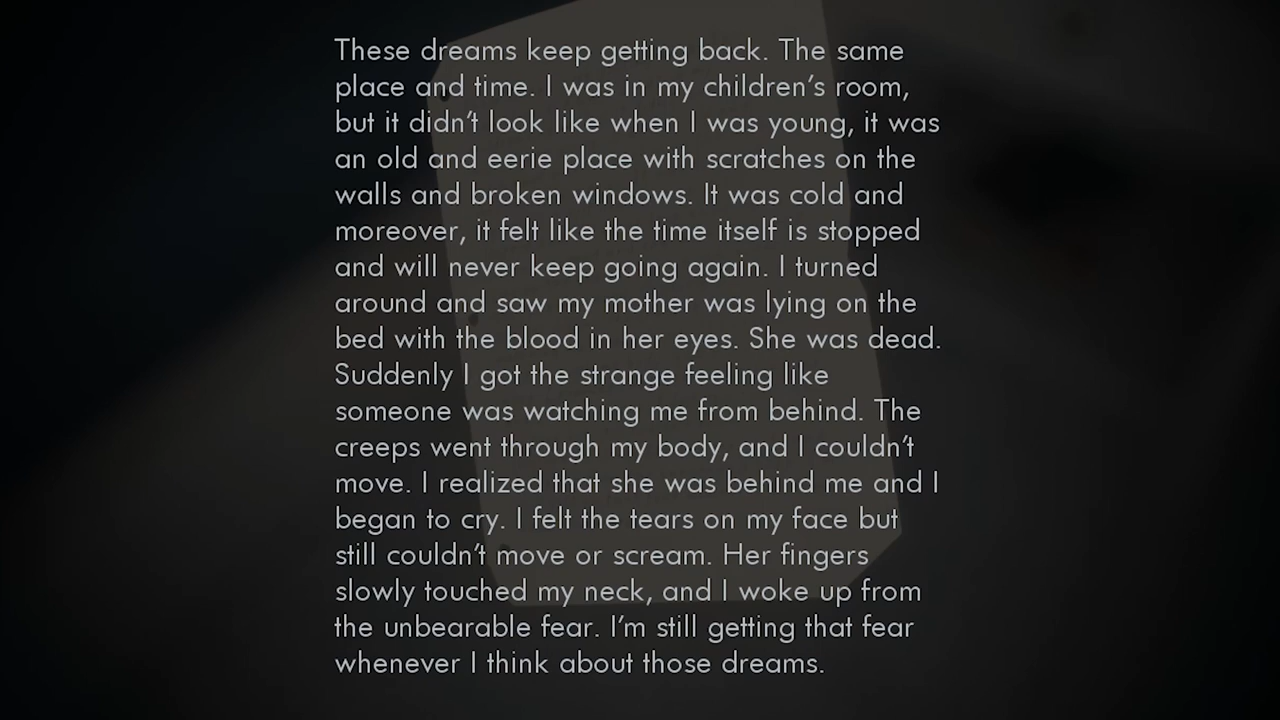 These dreams keep getting back. The same
place and time. I was in my children's room,
but it didn't look like when I was young, it was
an old and eerie place with scratches on the
walls and broken windows. It was cold and
moreover, it felt like the time itself is stopped
and will never keep going again. I turned
around and saw my mother was lying on the
bed with the blood in her eyes. She was dead.
Suddenly I got the strange feeling like
someone was watching me from behind. The
creeps went through my body, and I couldn't
move. I realized that she was behind me and I
began to cry. I felt the tears on my face but
still couldn't move or scream. Her fingers
slowly touched my neck, and I woke up from
the unbearable fear. I'm still getting that fear
whenever I think about those dreams.